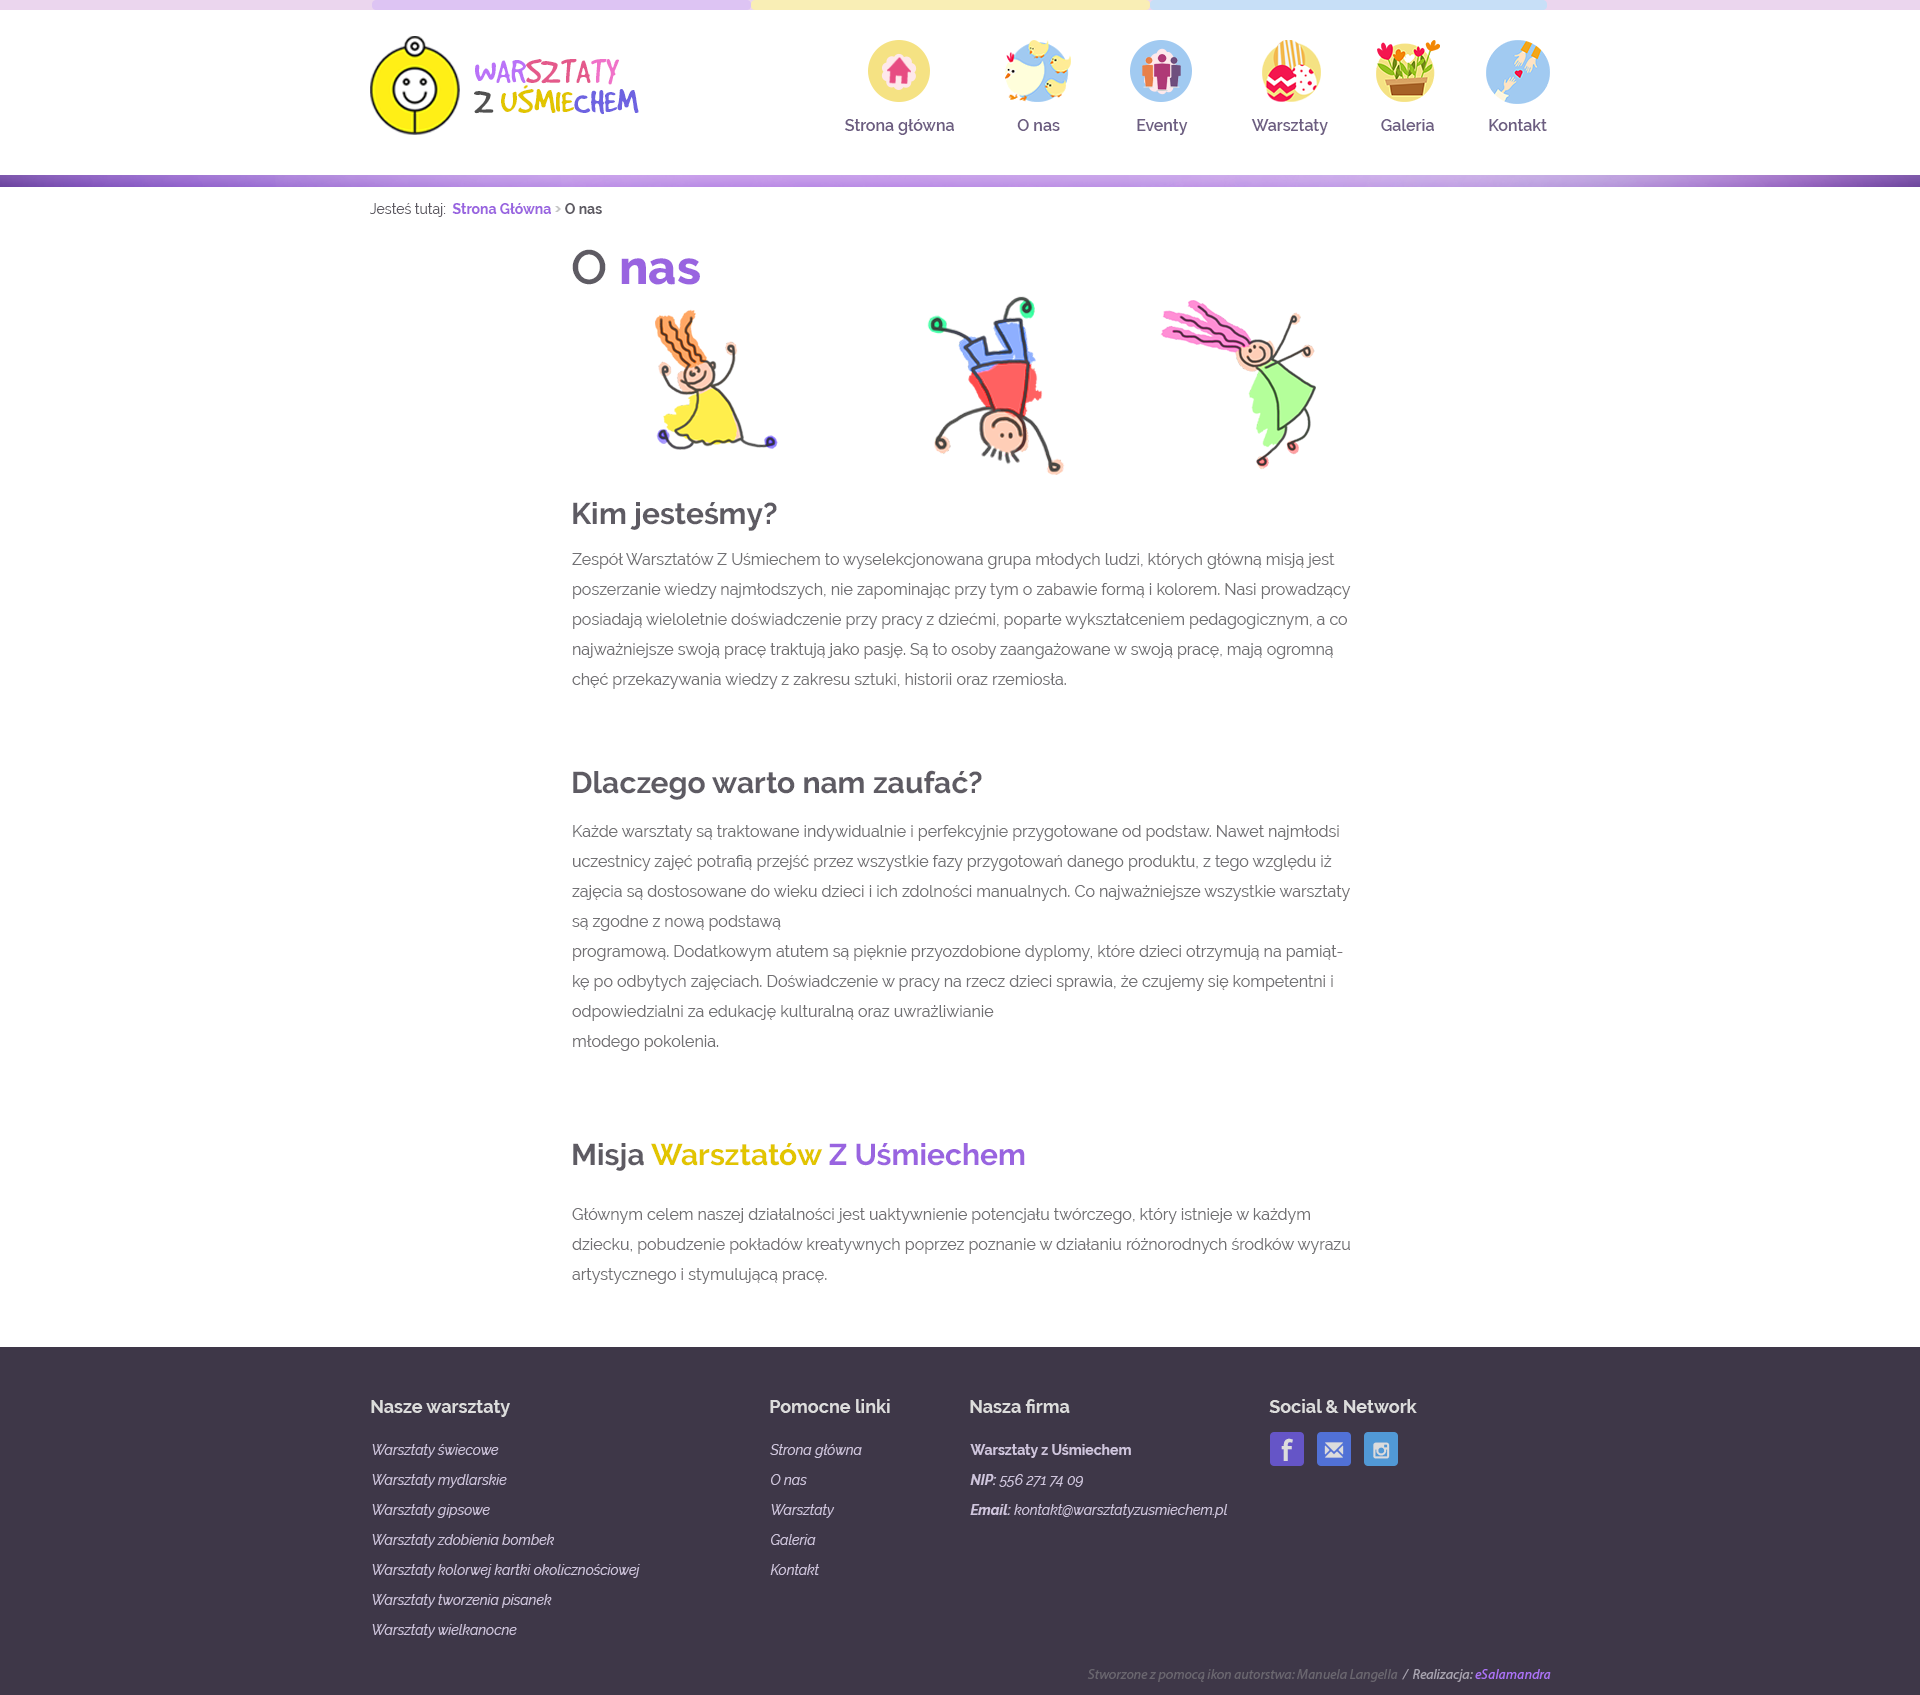 WARSZTATY
Z UŚMIECHEM
Strona główna
O nas
Eventy
Warsztaty
Galeria
Kontakt
Jesteś tutaj: Strona Główna > O nas
O nas
Kim jesteśmy?
Zespół Warsztatów Z Uśmiechem to wyselekcjonowana grupa młodych ludzi, których główną misją jest
poszerzanie wiedzy najmłodszych, nie zapominając przy tym o zabawie formą i kolorem. Nasi prowadzący
posiadają wieloletnie doświadczenie przy pracy z dziećmi, poparte wykształceniem pedagogicznym, a co
najważniejsze swoją pracę traktują jako pasję. Są to osoby zaangażowane w swoją pracę, mają ogromną
chęć przekazywania wiedzy z zakresu sztuki, historii oraz rzemiosła.
Dlaczego warto nam zaufać?
Każde warsztaty są traktowane indywidualnie i perfekcyjnie przygotowane od podstaw. Nawet najmłodsi
uczestnicy zajęć potrafią przejść przez wszystkie fazy przygotowań danego produktu, z tego względu iż
zajęcia są dostosowane do wieku dzieci i ich zdolności manualnych. Co najważniejsze wszystkie warsztaty
są zgodne z nową podstawą
programową. Dodatkowym atutem są pięknie przyozdobione dyplomy, które dzieci otrzymują na pamiąt-
kę po odbytych zajęciach. Doświadczenie w pracy na rzecz dzieci sprawia, że czujemy się kompetentni i
odpowiedzialni za edukację kulturalną oraz uwrażliwianie
młodego pokolenia.
Misja Warsztatów Z Uśmiechem
Głównym celem naszej działalności jest uaktywnienie potencjału twórczego, który istnieje w każdym
dziecku, pobudzenie pokładów kreatywnych poprzez poznanie w działaniu różnorodnych środków wyrazu
artystycznego i stymulującą pracę.
Nasze warsztaty
Warsztaty świecowe
Warsztaty mydlarskie
Warsztaty gipsowe
Warsztaty zdobienia bombek
Warsztaty kolorwej kartki okolicznościowej
Warsztaty tworzenia pisanek
Warsztaty wielkanocne
Pomocne linki
Strona główna
O nas
Warsztaty
Galeria
Kontakt
Nasza firma
Warsztaty z Uśmiechem
NIP: 556 271 74 09
Email: kontakt@warsztatyzusmiechem.pl
Social & Network
Stworzone z pomocą ikon autorstwa: Manuela Langella / Realizacja: eSalamandra